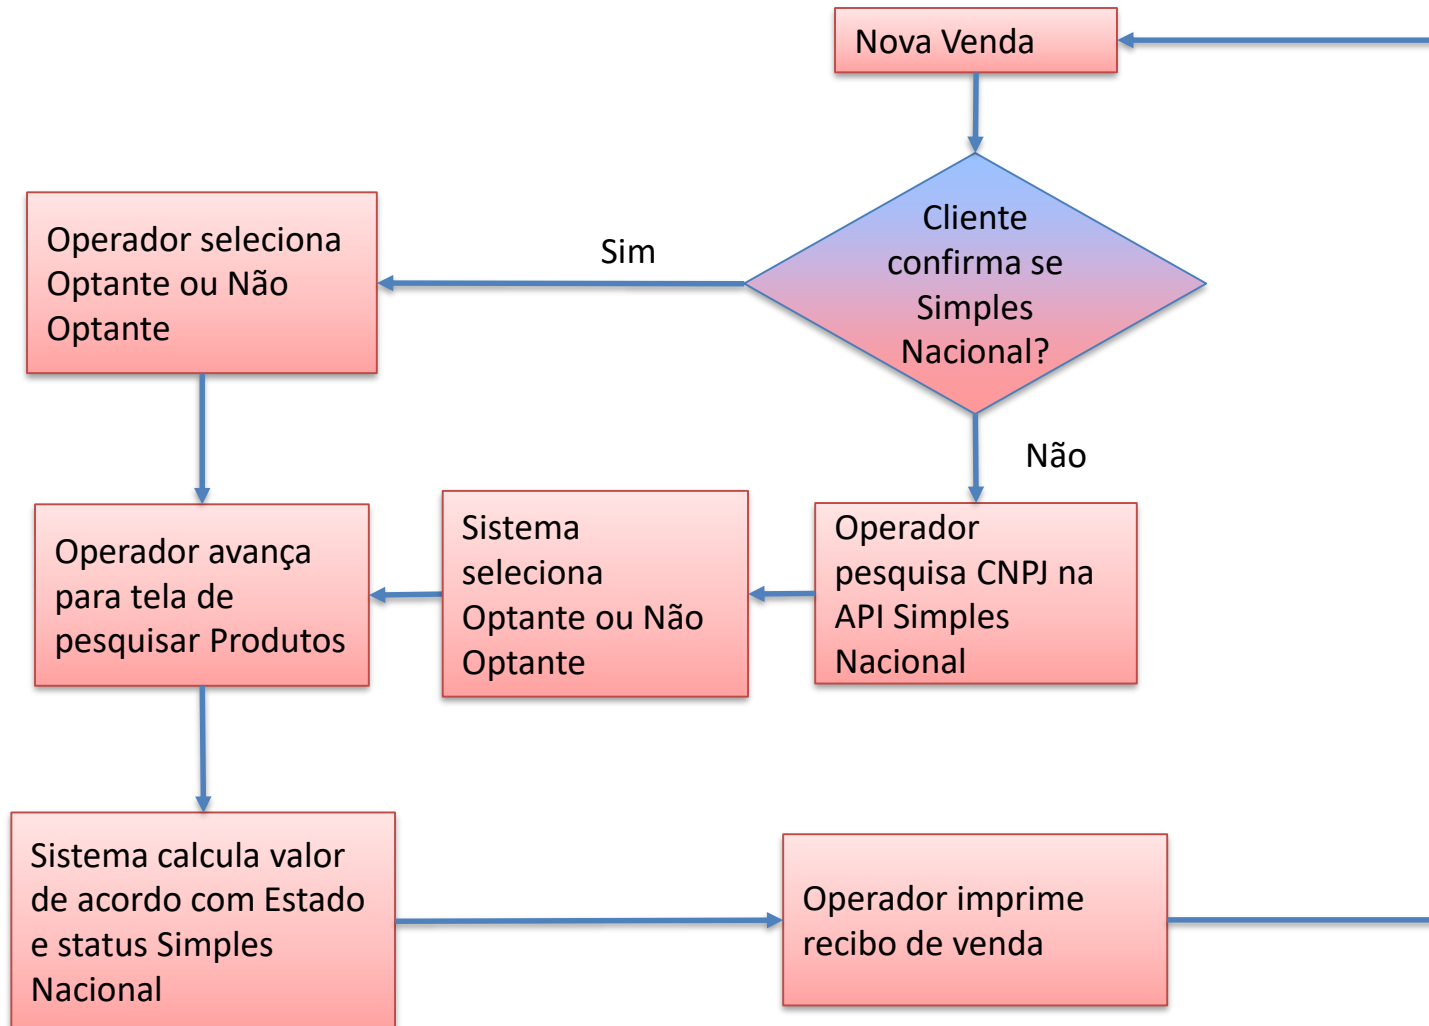 Nova Venda
Cliente
confirma se
Simples
Nacional?
Sim
Operador seleciona
Optante ou Não
Optante
Não
Operador
pesquisa CNPJ na
API Simples
Nacional
Sistema
seleciona
Optante ou Não
Optante
Operador avança
para tela de
pesquisar Produtos
Sistema calcula valor
de acordo com Estado
e status Simples
Nacional
Operador imprime
recibo de venda